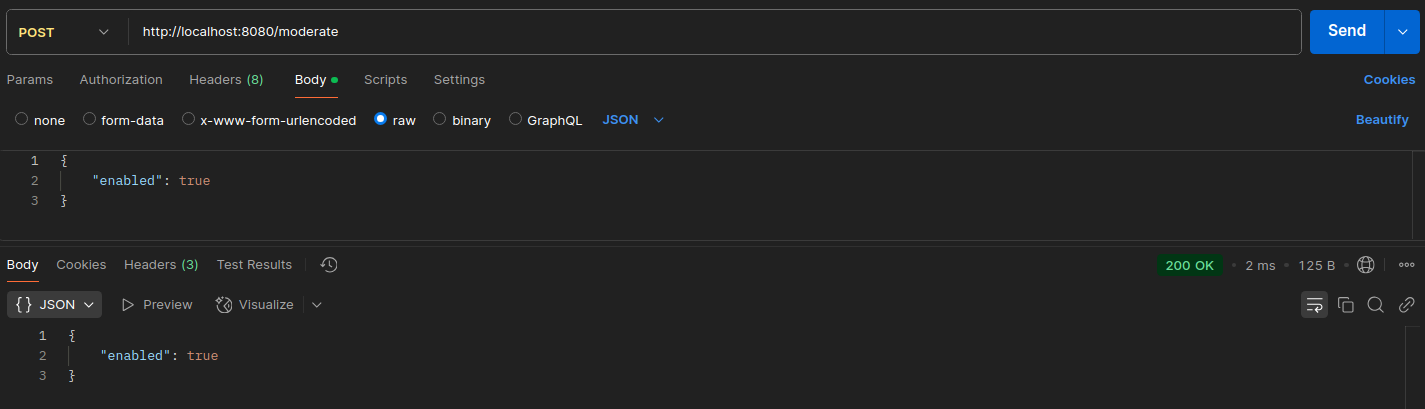 POST http://localhost:8080/moderate Send
Params Authorization Headers (8) Body Scripts Settings Cookies
none form-data x-www-form-urlencoded raw binary GraphQL JSON Beautify
1 {
2 "enabled": true
3 }
Body Cookies Headers (3) Test Results 200 OK • 2 ms • 125 B •
{} JSON Preview Visualize
1 {
2 "enabled": true
3 }